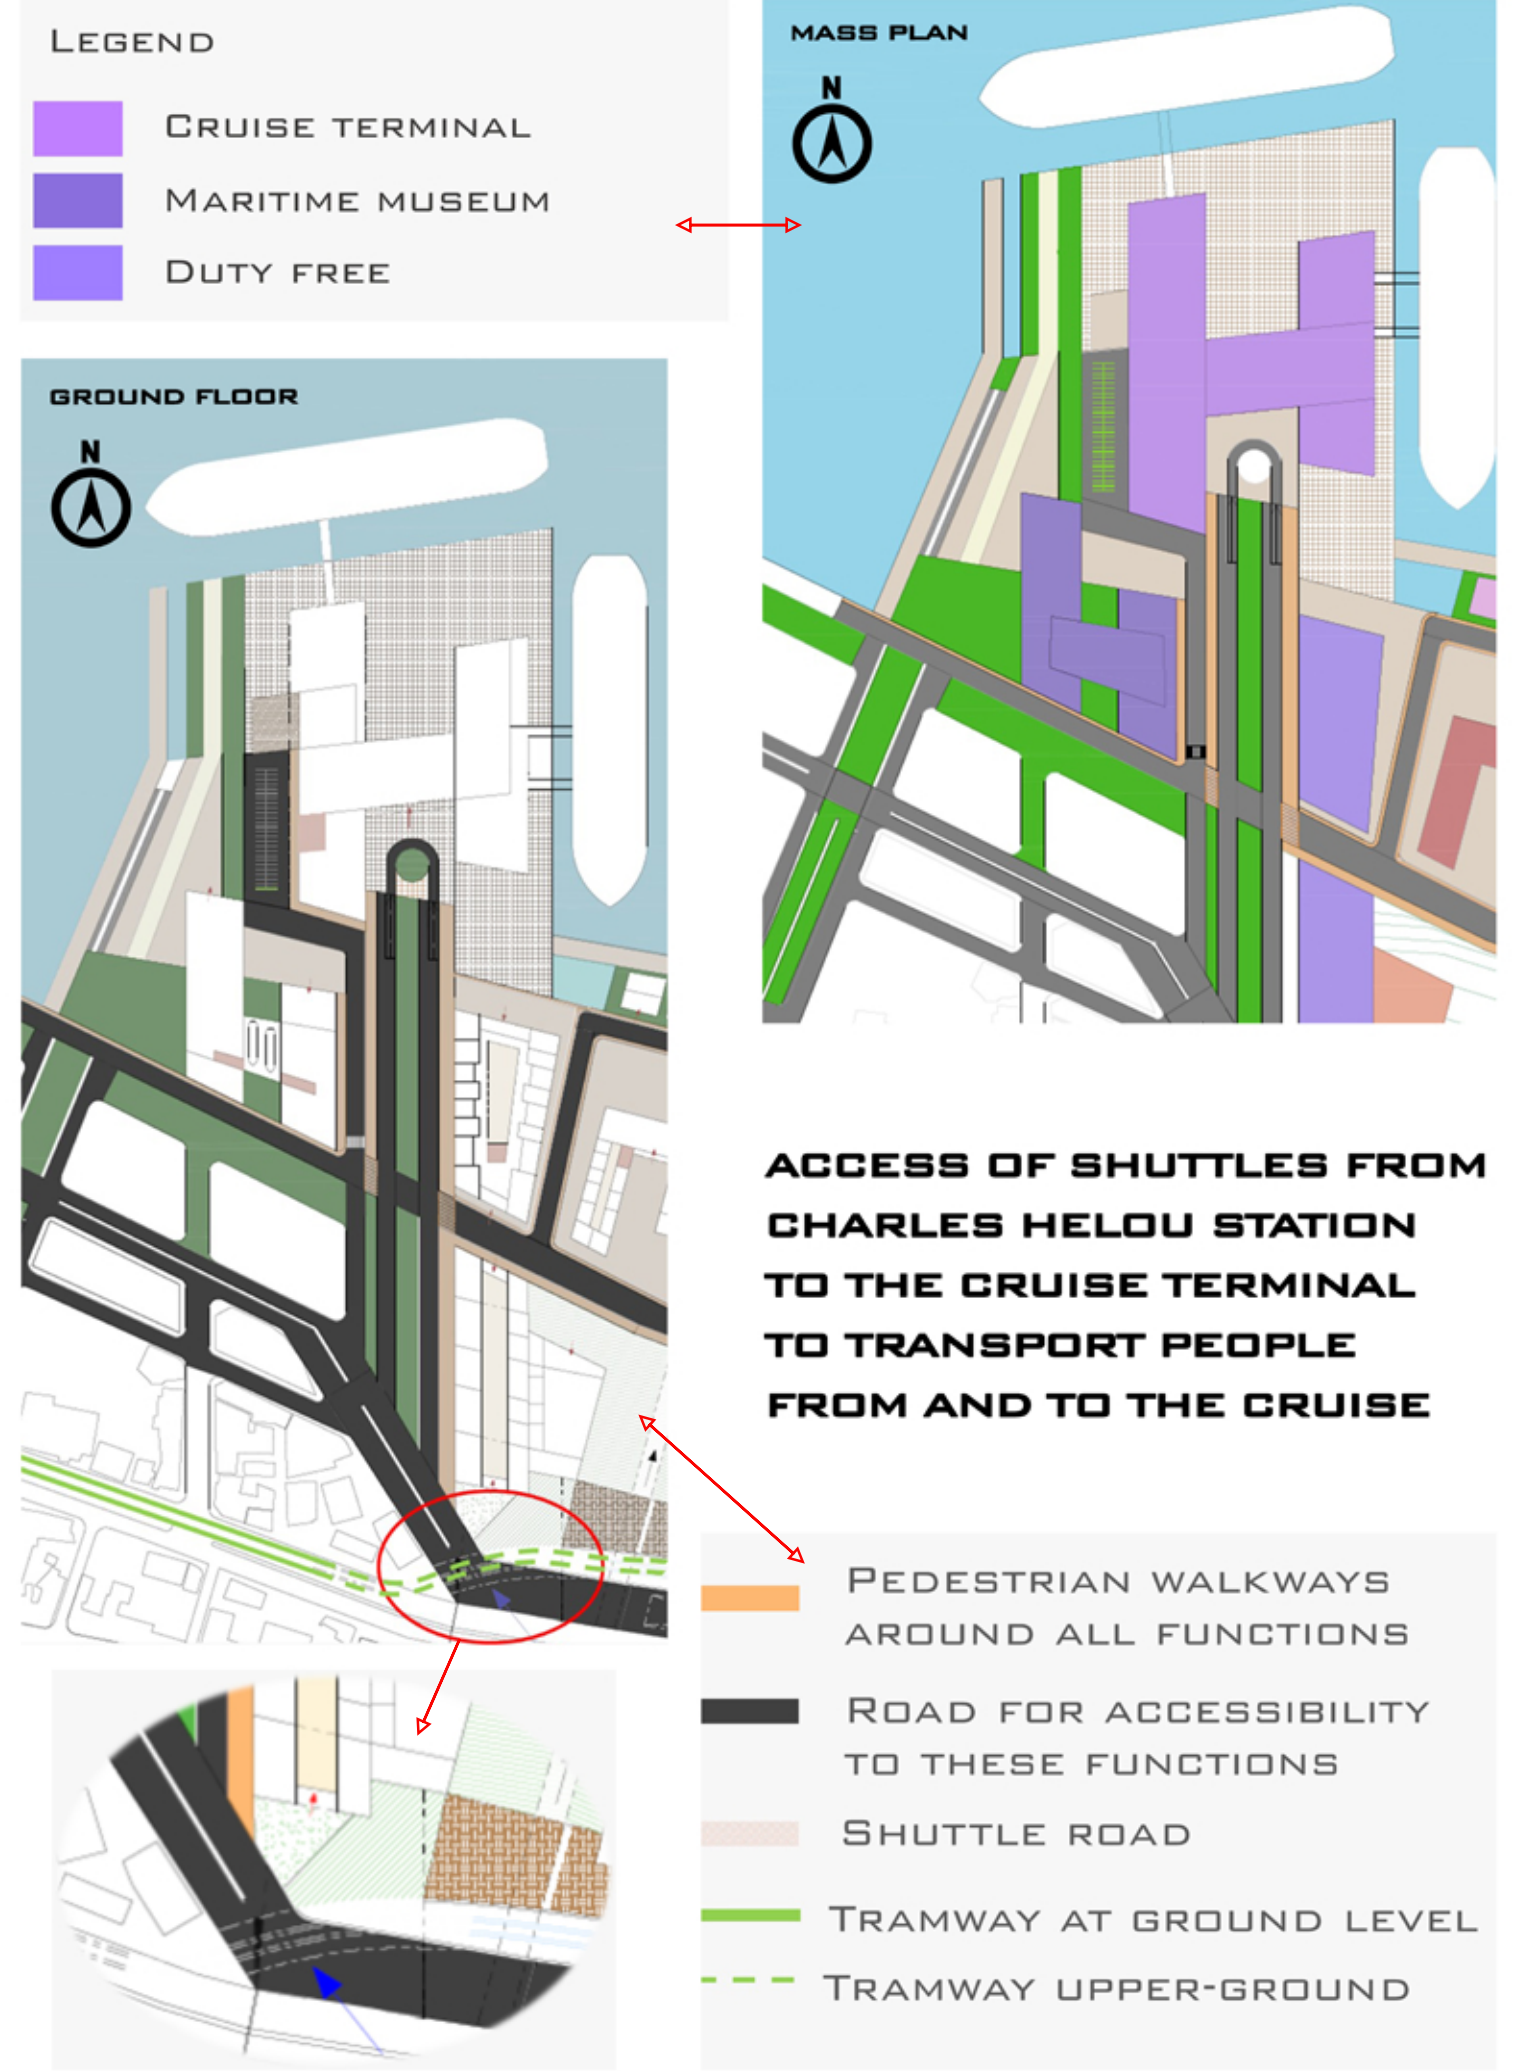 LEGEND
CRUISE TERMINAL
MARITIME MUSEUM
DUTY FREE
MASS PLAN
N
GROUND FLOOR
N
ACCESS OF SHUTTLES FROM
CHARLES HELOU STATION
TO THE CRUISE TERMINAL
TO TRANSPORT PEOPLE
FROM AND TO THE CRUISE
PEDESTRIAN WALKWAYS
AROUND ALL FUNCTIONS
ROAD FOR ACCESSIBILITY
TO THESE FUNCTIONS
SHUTTLE ROAD
TRAMWAY AT GROUND LEVEL
TRAMWAY UPPER-GROUND